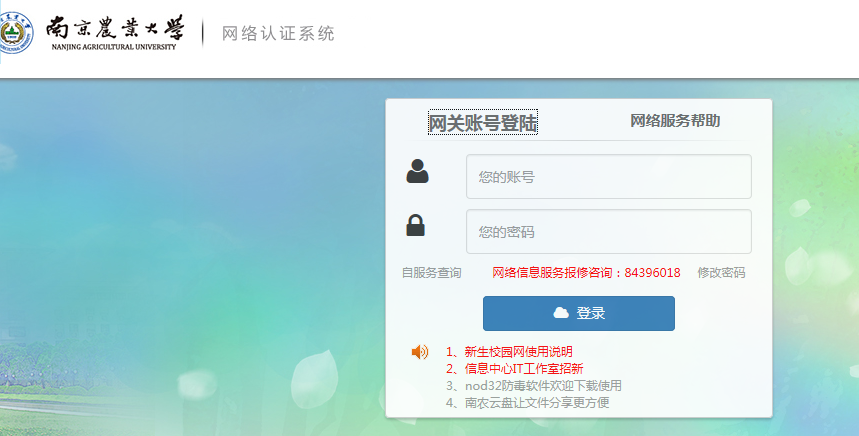 南京農業大學
NANJING AGRICULTURAL UNIVERSITY
网络认证系统
网关账号登陆
网络服务帮助
您的账号
您的密码
自服务查询 网络信息服务报修咨询：84396018 修改密码
登录
1、新生校园网使用说明
2、信息中心IT工作室招新
3、nod32防毒软件欢迎下载使用
4、南农云盘让文件分享更方便